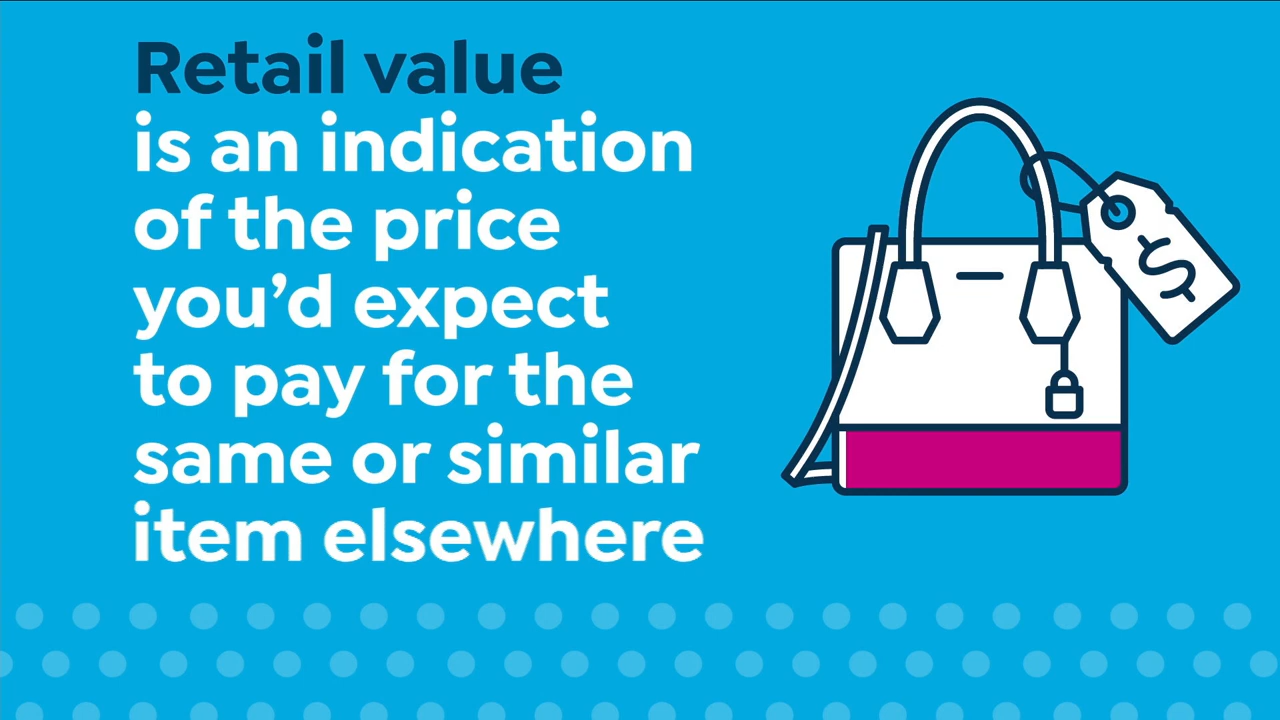 Retail value
is an indication
of the price
you’d expect
to pay for the
same or similar
item elsewhere
$